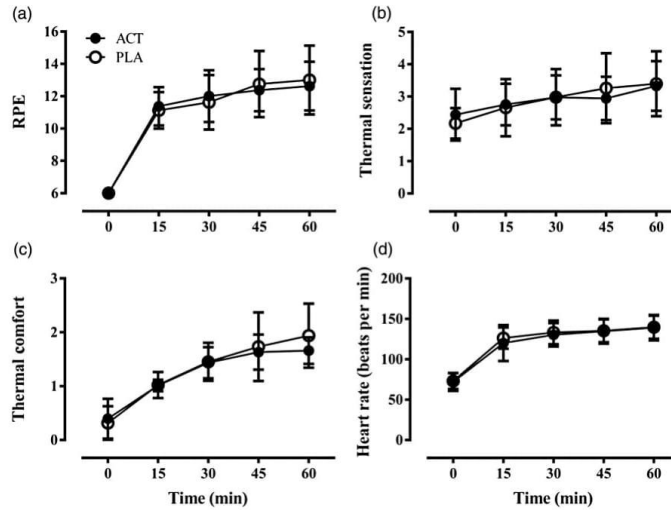 (a)
RPE
16
14
12
10
8
6
ACT
PLA
0 15 30 45 60
(b)
Thermal sensation
5
4
3
2
1
0
0 15 30 45 60
(c)
Thermal comfort
3
2
1
0
0 15 30 45 60
Time (min)
(d)
Heart rate (beats per min)
200
150
100
50
0
0 15 30 45 60
Time (min)